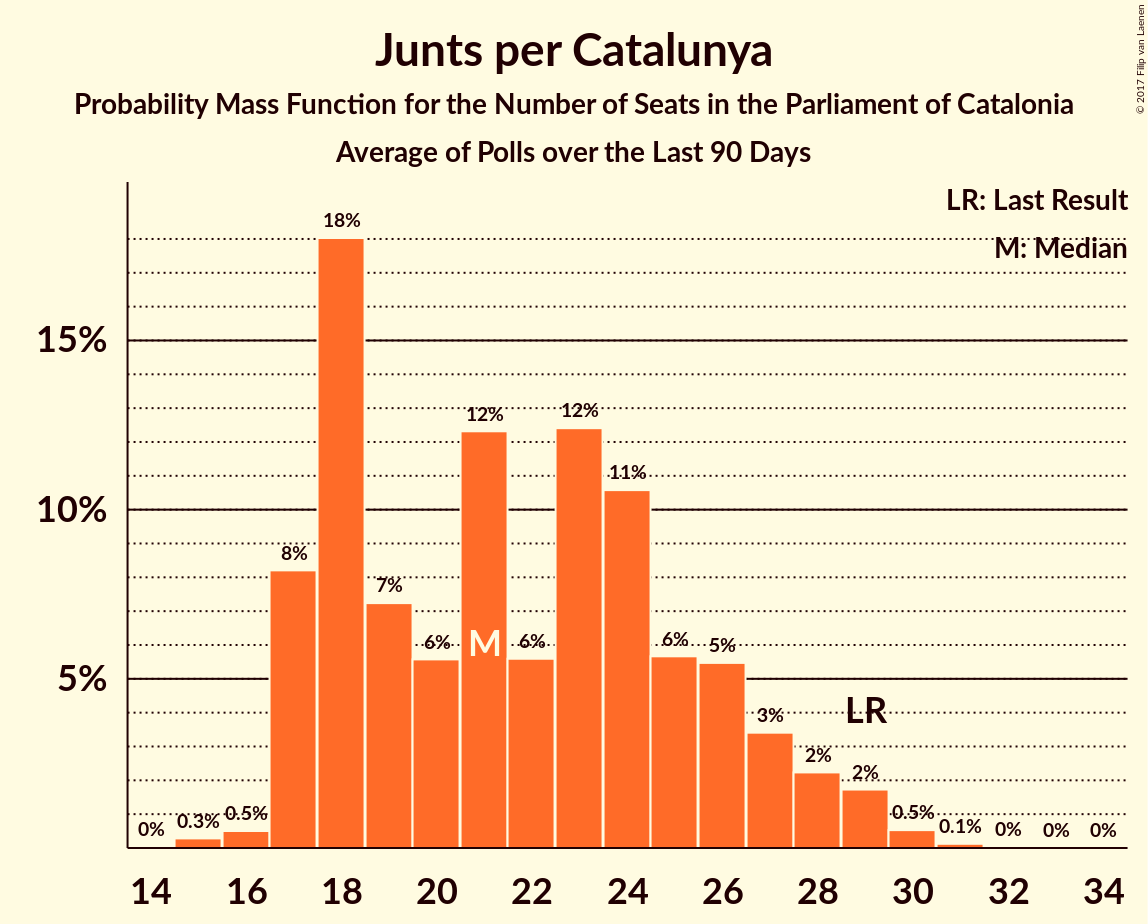 Junts per Catalunya
Probability Mass Function for the Number of Seats in the Parliament of Catalonia
Average of Polls over the Last 90 Days
© 2017 Filip van Laenen
LR: Last Result
M: Median
15%
10%
5%
0%
0.3%
0.5%
8%
18%
7%
6%
12%
M
6%
12%
11%
6%
5%
3%
2%
LR
2%
0.5%
0.1%
0%
0%
0%
14 16 18 20 22 24 26 28 30 32 34